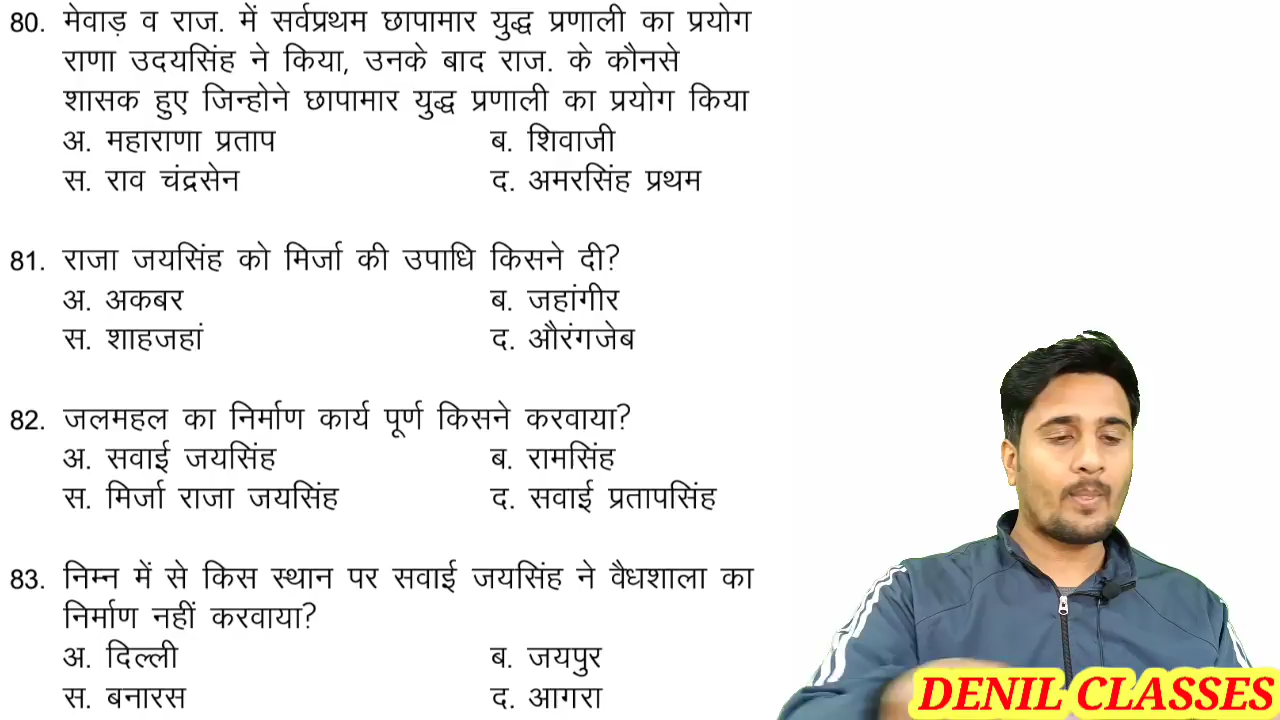 80. मेवाड़ व राज. में सर्वप्रथम छापामार युद्ध प्रणाली का प्रयोग
राणा उदयसिंह ने किया, उनके बाद राज. के कौनसे
शासक हुए जिन्होने छापामार युद्ध प्रणाली का प्रयोग किया
अ. महाराणा प्रताप ब. शिवाजी
स. राव चंद्रसेन द. अमरसिंह प्रथम
81. राजा जयसिंह को मिर्जा की उपाधि किसने दी?
अ. अकबर ब. जहांगीर
स. शाहजहां द. औरंगजेब
82. जलमहल का निर्माण कार्य पूर्ण किसने करवाया?
अ. सवाई जयसिंह ब. रामसिंह
स. मिर्जा राजा जयसिंह द. सवाई प्रतापसिंह
83. निम्न में से किस स्थान पर सवाई जयसिंह ने वैधशाला का
निर्माण नहीं करवाया?
अ. दिल्ली ब. जयपुर
स. बनारस द. आगरा
DENIL CLASSES